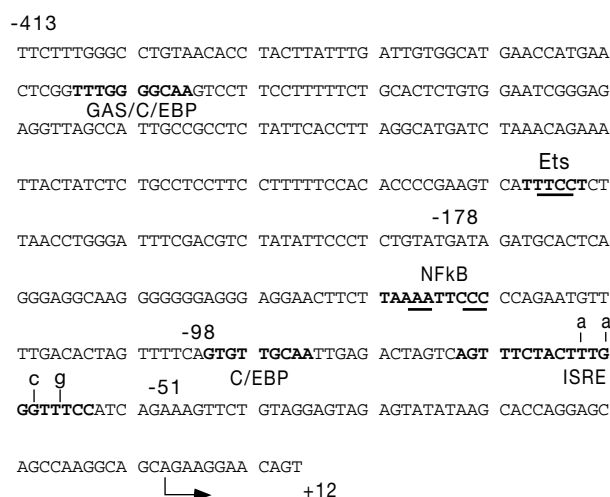 -413
TTCTTTGGGC CCTGTAACACC TACTTATTTG ATTGTGGCAT GAACCATGAA
CTCGGTTTGG GGCAAGTCCT TCCTTTTTCT GCACTCTGTG GAATCGGGAG
GAS/C/EBP
AGGTTAGCCA TTGCCGCCTC TATTCACCTT AGGCATGATC TAAACAGAAA
Ets
TTACTATCTC TGCCTCCTTC CTTTTTCCAC ACCCCGAAGT CATTTCCTCT
-178
TAACCTGGGA TTTCGACGTC TATATTCCCT CTGTATGATA GATGCACTCA
NFkB
GGGAGGCAAG GGGGGGAGGG AGGAACTTCT TAAAATTCCC CCAGAATGTT
-98 a a
TTGACACTAG TTTTCAGTGT TGCAATTGAG ACTAGTCAGT TTCTACTTTG
c g -51 C/EBP ISRE
GGTTTCCATC AGAAAGTTCT GTAGGAGTAG AGTATATAAG CACCAGGAGC
AGCCAAGGCA GCAGAAGGAA CAGT
+12